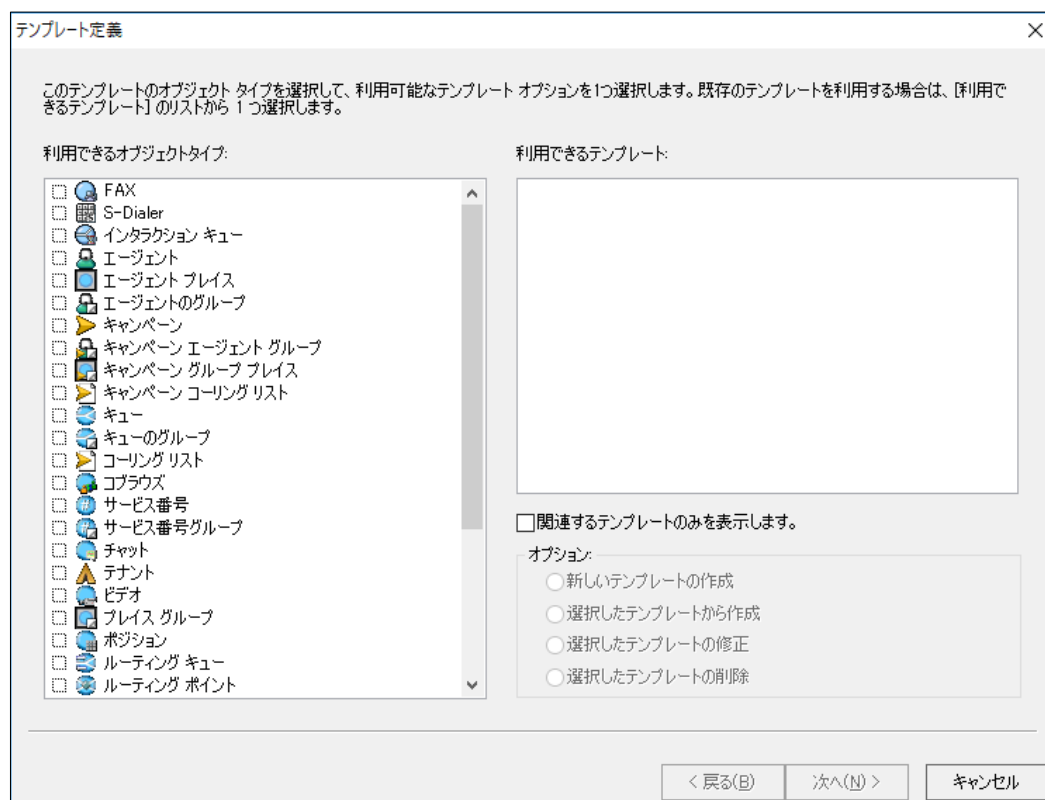 テンプレート定義
このテンプレートのオブジェクト タイプを選択して、利用可能なテンプレート オプションを1つ選択します。既存のテンプレートを利用する場合は、[利用で
きるテンプレート] のリストから 1 つ選択します。
利用できるオブジェクトタイプ:
FAX
S-Dialer
インタラクション キュー
エージェント
エージェント プレイス
エージェントのグループ
キャンペーン
キャンペーン エージェント グループ
キャンペーン グループ プレイス
キャンペーン コーリング リスト
キュー
キューのグループ
コーリング リスト
コブラウズ
サービス番号
サービス番号グループ
チャット
テナント
ビデオ
プレイス グループ
ポジション
ルーティング キュー
ルーティング ポイント
利用できるテンプレート:
関連するテンプレートのみを表示します。
オプション:
新しいテンプレートの作成
選択したテンプレートから作成
選択したテンプレートの修正
選択したテンプレートの削除
< 戻る(B)
次へ(N) >
キャンセル